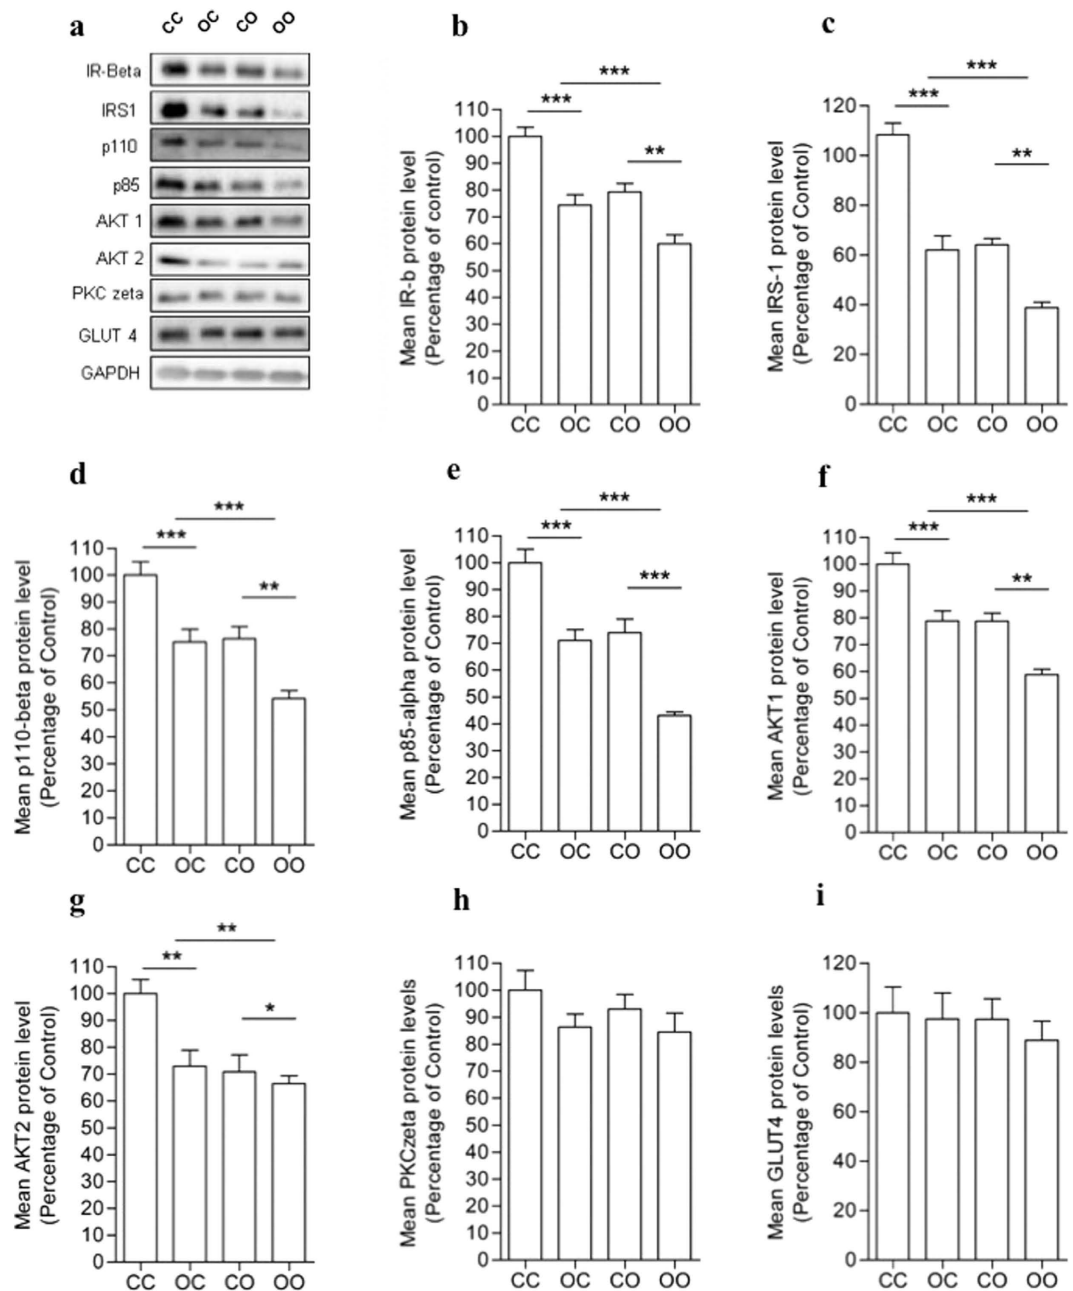 a
CC OC CO OO
IR-Beta
IRS1
p110
p85
AKT 1
AKT 2
PKC zeta
GLUT 4
GAPDH
b
Mean IR-b protein level
(Percentage of control)
110
100
90
80
70
60
50
40
30
20
10
0
***
***
**
CC OC CO OO
c
Mean IRS-1 protein level
(Percentage of Control)
120
100
80
60
40
20
0
***
***
**
CC OC CO OO
d
Mean p110-beta protein level
(Percentage of Control)
110
100
90
80
70
60
50
40
30
20
10
0
***
***
**
CC OC CO OO
e
Mean p85-alpha protein level
(Percentage of Control)
110
100
90
80
70
60
50
40
30
20
10
0
***
***
***
CC OC CO OO
f
Mean AKT1 protein level
(Percentage of Control)
110
100
90
80
70
60
50
40
30
20
10
0
***
***
**
CC OC CO OO
g
Mean AKT2 protein level
(Percentage of Control)
110
100
90
80
70
60
50
40
30
20
10
0
**
**
*
CC OC CO OO
h
Mean PKCzeta protein levels
(Percentage of Control)
110
100
90
80
70
60
50
40
30
20
10
0
CC OC CO OO
i
Mean GLUT4 protein levels
(Percentage of Control)
120
100
80
60
40
20
0
CC OC CO OO